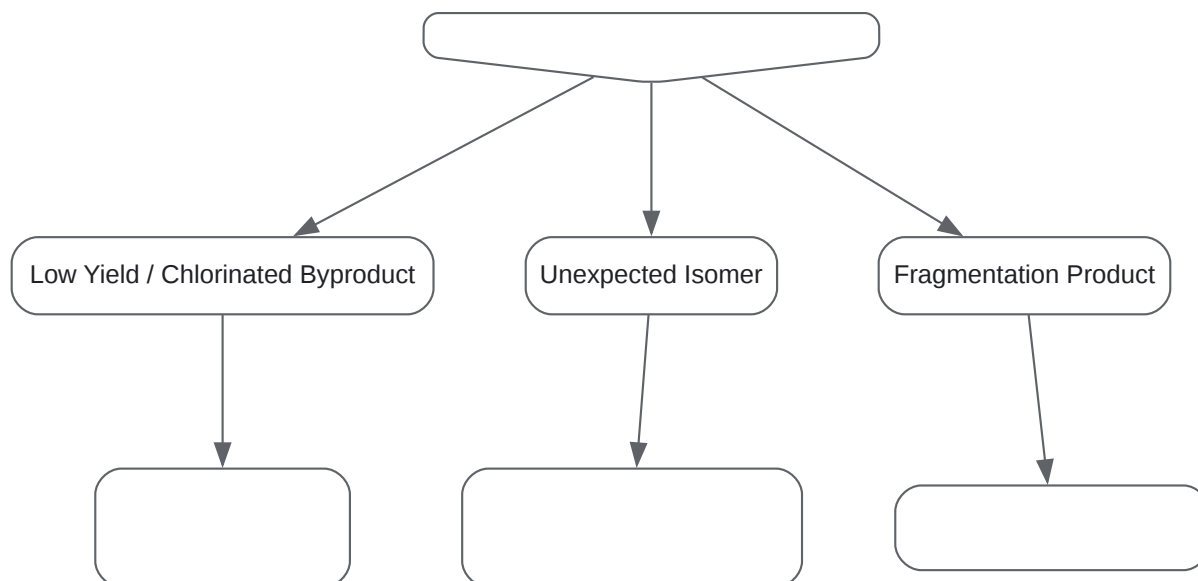 Low Yield / Chlorinated Byproduct
Unexpected Isomer
Fragmentation Product